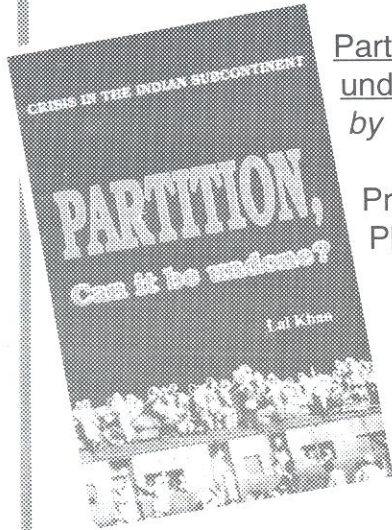 CRISIS IN THE INDIAN SUBCONTINENT
PARTITION,
Can it be undone?
Lal Khan
Part
und
by
Pr
Pl